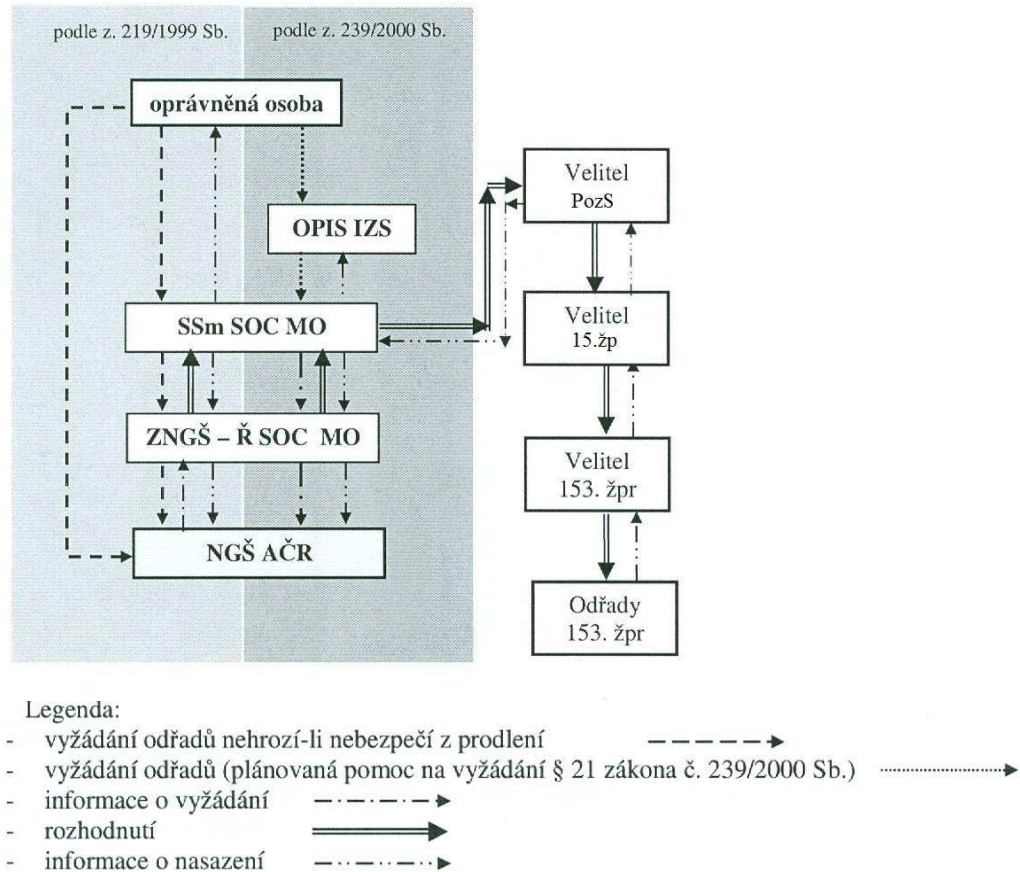 podle z. 219/1999 Sb.
podle z. 239/2000 Sb.
oprávněná osoba
OPIS IZS
SSm SOC MO
ZNGŠ – Ř SOC MO
NGŠ AČR
Velitel
PozS
Velitel
15.žp
Velitel
153. žpr
Odřady
153. žpr
Legenda:
- vyžádání odřadů nehrozí-li nebezpečí z prodlení
- vyžádání odřadů (plánovaná pomoc na vyžádání § 21 zákona č. 239/2000 Sb.)
- informace o vyžádání
- rozhodnutí
- informace o nasazení